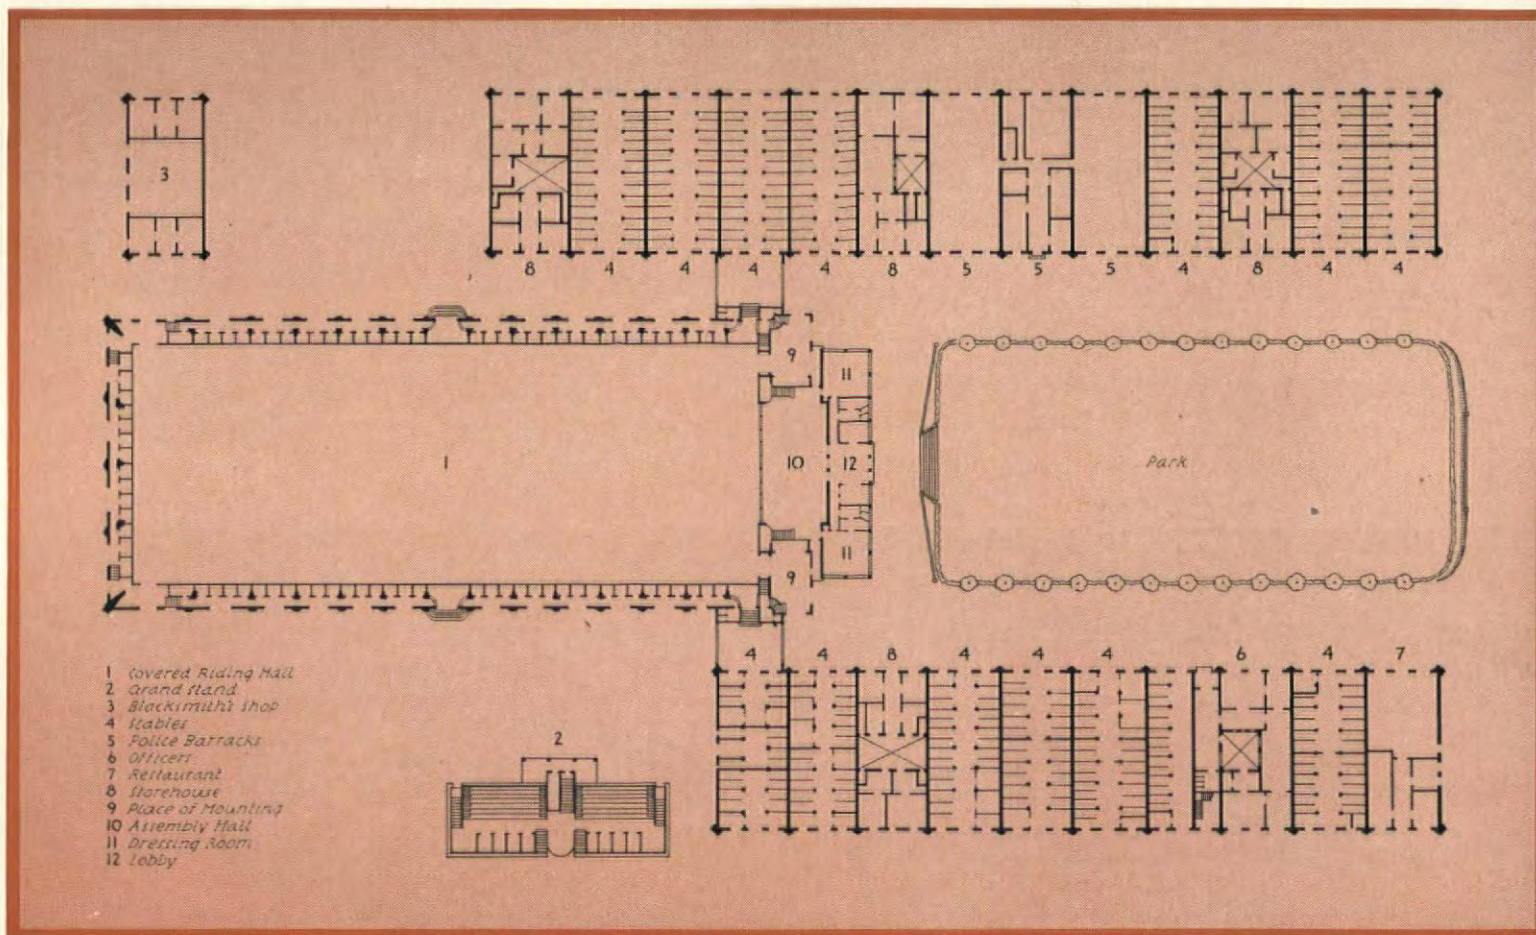 3
8 4 4 4 4 8 5 5 5 4 8 4 4
9
11
1
10
12
Park
11
9
4 4 8 4 4 4 6 4 7
1 Covered Riding Hall
2 Grand Stand
3 Blacksmith's Shop
4 Stables
5 Police Barracks
6 Officers
7 Restaurant
8 Storehouse
9 Place of Mounting
10 Assembly Hall
11 Dressing Room
12 Lobby
2